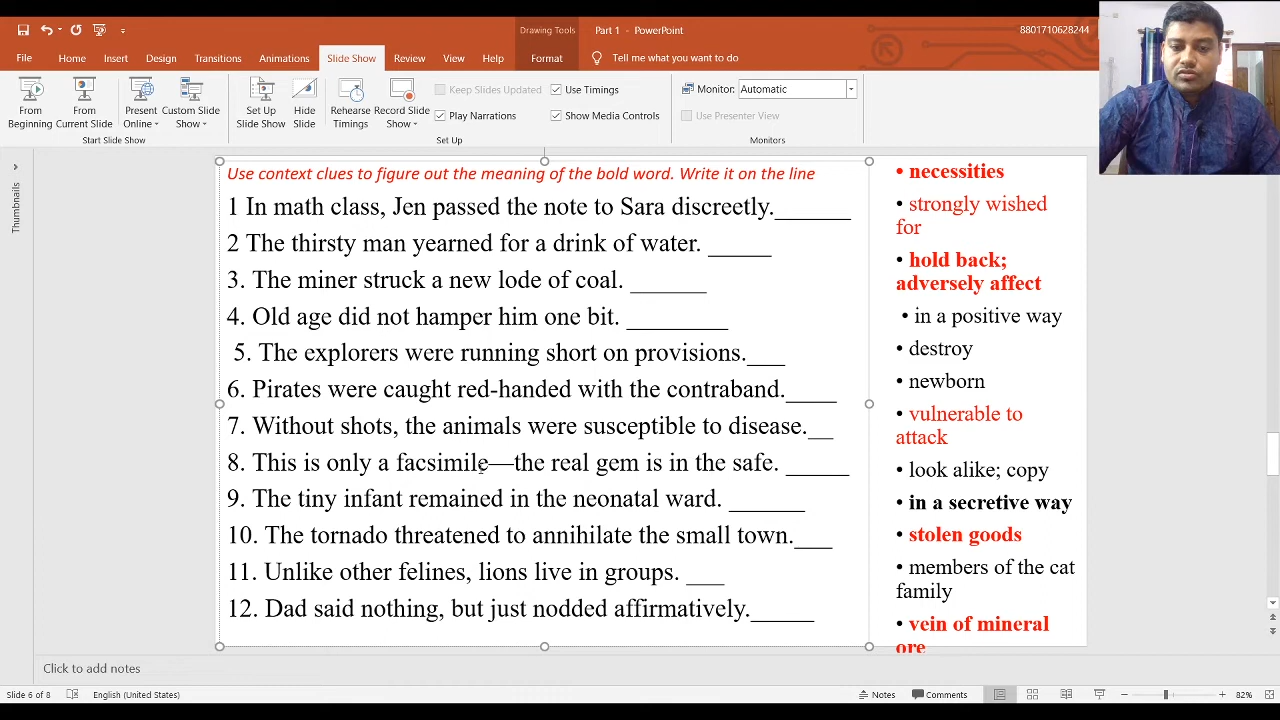 Drawing Tools
Part 1 - PowerPoint
8801710628244
File Home Insert Design Transitions Animations Slide Show Review View Help Format Tell me what you want to do
From Beginning
From Current Slide
Present Online
Custom Slide Show
Set Up Slide Show
Hide Slide
Rehearse Timings
Record Slide Show
Keep Slides Updated
Play Narrations
Use Timings
Show Media Controls
Monitor: Automatic
Use Presenter View
Start Slide Show
Set Up
Monitors
Thumbnails
Use context clues to figure out the meaning of the bold word. Write it on the line
1 In math class, Jen passed the note to Sara discreetly.______
2 The thirsty man yearned for a drink of water. _____
3. The miner struck a new lode of coal. ______
4. Old age did not hamper him one bit. ________
5. The explorers were running short on provisions.___
6. Pirates were caught red-handed with the contraband.____
7. Without shots, the animals were susceptible to disease.__
8. This is only a facsimile—the real gem is in the safe. _____
9. The tiny infant remained in the neonatal ward. ______
10. The tornado threatened to annihilate the small town.___
11. Unlike other felines, lions live in groups. ___
12. Dad said nothing, but just nodded affirmatively._____
• necessities
• strongly wished
for
• hold back;
adversely affect
• in a positive way
• destroy
• newborn
• vulnerable to
attack
• look alike; copy
• in a secretive way
• stolen goods
• members of the cat
family
• vein of mineral
ore
Click to add notes
Slide 6 of 8 English (United States) Notes Comments 82%